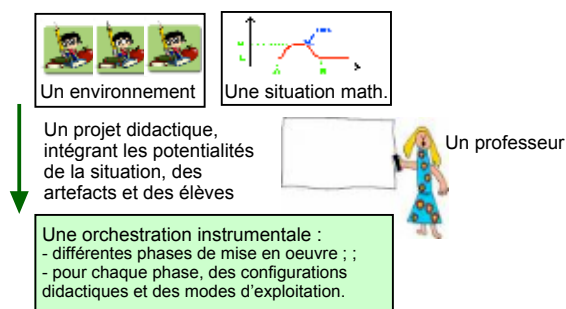 Un environnement
Une situation math.
Un projet didactique,
intégrant les potentialités
de la situation, des
artefacts et des élèves
Un professeur
Une orchestration instrumentale :
- différentes phases de mise en oeuvre ; ;
- pour chaque phase, des configurations
didactiques et des modes d'exploitation.